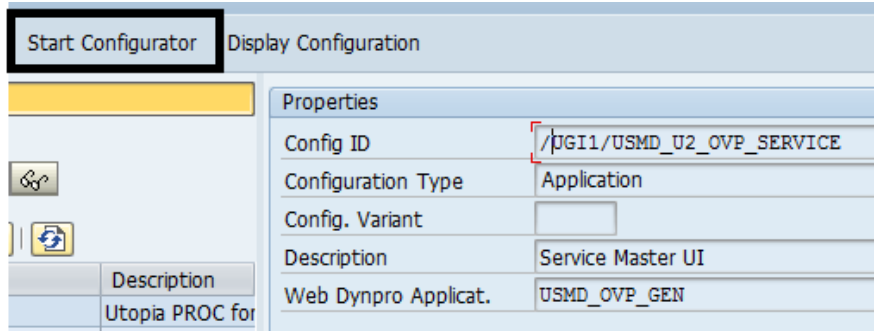 Start Configurator Display Configuration
Properties
Config ID /UGI1/USMD_U2_OVP_SERVICE
Configuration Type Application
Config. Variant
Description Service Master UI
Web Dynpro Applicat. USMD_OVP_GEN
Description
Utopia PROC for